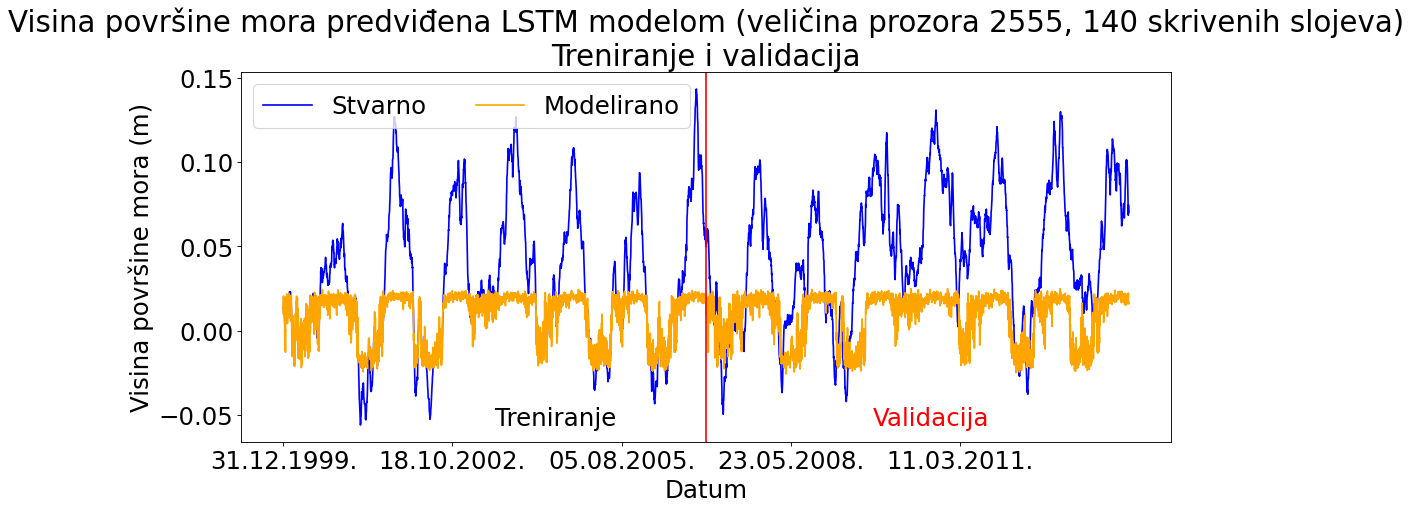 Visina površine mora predviđena LSTM modelom (veličina prozora 2555, 140 skrivenih slojeva)
Treniranje i validacija
Stvarno Modelirano
Visina površine mora (m)
0.15
0.10
0.05
0.00
−0.05
Treniranje Validacija
31.12.1999. 18.10.2002. 05.08.2005. 23.05.2008. 11.03.2011.
Datum